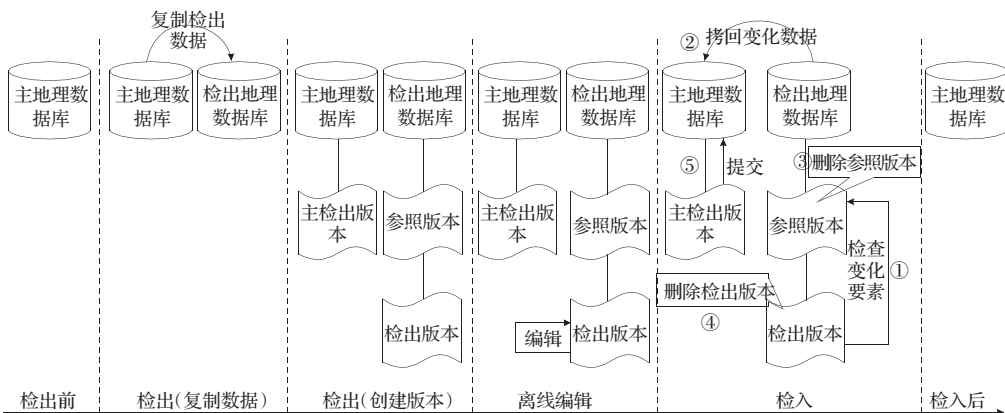 复制检出
数据
② 拷回变化数据
主地理数
据库
主地理数
据库
检出地理
数据库
主地理数
据库
检出地理
数据库
主地理数
据库
检出地理
数据库
主地理数
据库
检出地理
数据库
主地理数
据库
⑤
提交
③删除参照版本
主检出版
本
参照版本
主检出版
本
参照版本
主检出版
本
参照版本
检查
变化
要素
①
删除检出版本
④
检出版本
编辑
检出版本
检出版本
检出前
检出(复制数据)
检出(创建版本)
离线编辑
检入
检入后